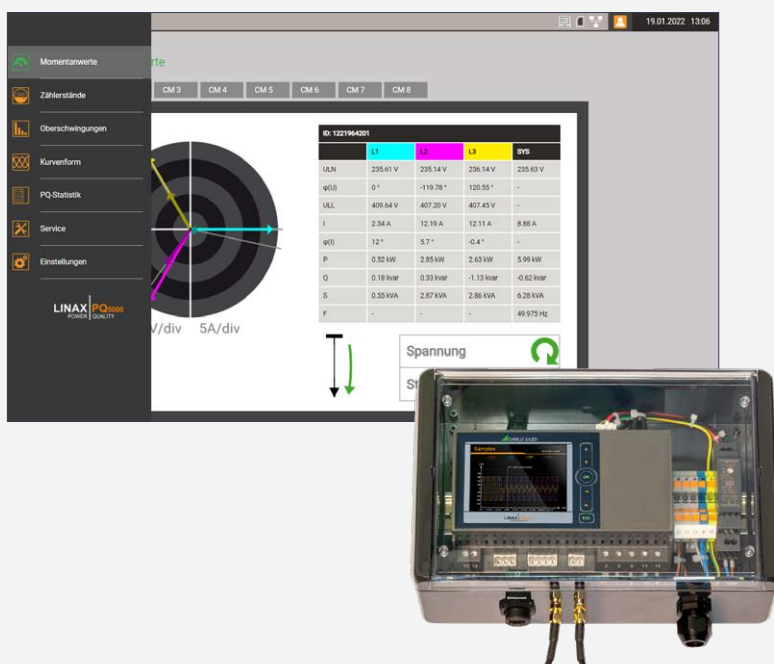 19.01.2022 13:06
Momentanwerte
rte
Zählerstände
CM 3 CM 4 CM 5 CM 6 CM 7 CM 8
Oberschwingungen
Kurvenform
PQ-Statistik
Service
Einstellungen
LINAX PQ5000
POWER QUALITY
ID: 1221964201
L1 L2 L3 SYS
ULN 235.61 V 235.14 V 236.14 V 235.63 V
φ(U) 0 ° -119.78 ° 120.55 ° -
ULL 409.64 V 407.20 V 407.45 V -
I 2.34 A 12.19 A 12.11 A 8.88 A
φ(I) 12 ° 5.7 ° -0.4 ° -
P 0.52 kW 2.85 kW 2.63 kW 5.99 kW
Q 0.18 kvar 0.33 kvar -1.13 kvar -0.62 kvar
S 0.55 kVA 2.87 kVA 2.86 kVA 6.28 kVA
F - - - 49.975 Hz
V/div 5A/div
Spannung
St
CAMILLE BAUER
Samples
OK
ESC
LINAX